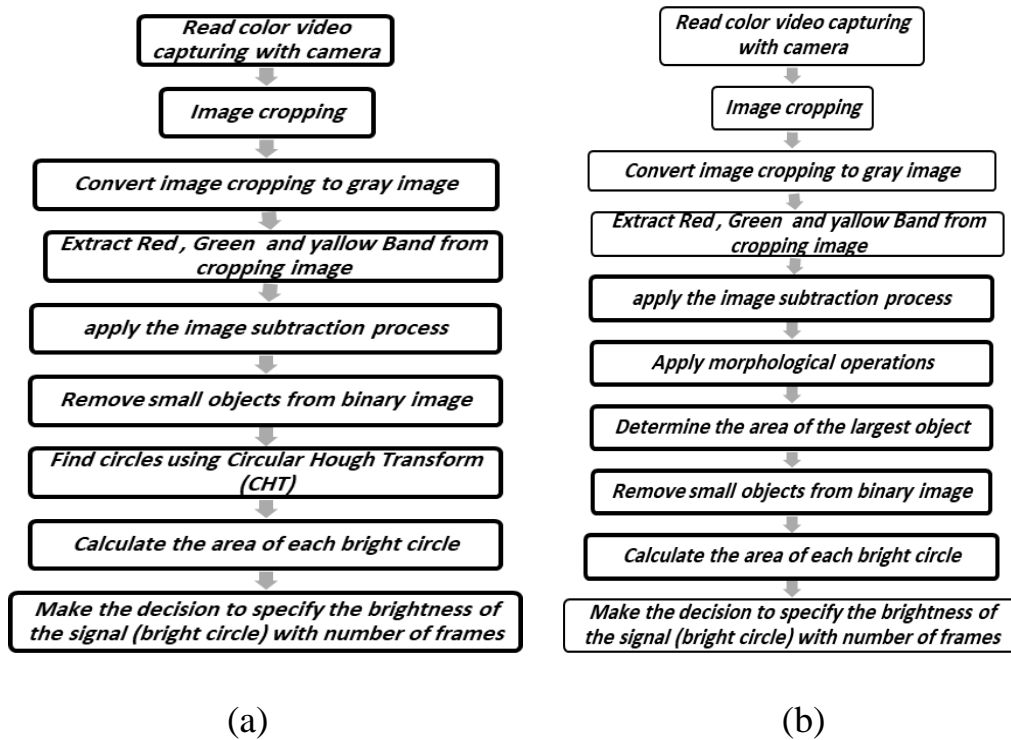 Read color video
capturing with camera
Image cropping
Convert image cropping to gray image
Extract Red , Green and yallow Band from
cropping image
apply the image subtraction process
Remove small objects from binary image
Find circles using Circular Hough Transform
(CHT)
Calculate the area of each bright circle
Make the decision to specify the brightness of
the signal (bright circle) with number of frames
(a)
Read color video capturing
with camera
Image cropping
Convert image cropping to gray image
Extract Red , Green and yallow Band from
cropping image
apply the image subtraction process
Apply morphological operations
Determine the area of the largest object
Remove small objects from binary image
Calculate the area of each bright circle
Make the decision to specify the brightness of
the signal (bright circle) with number of frames
(b)